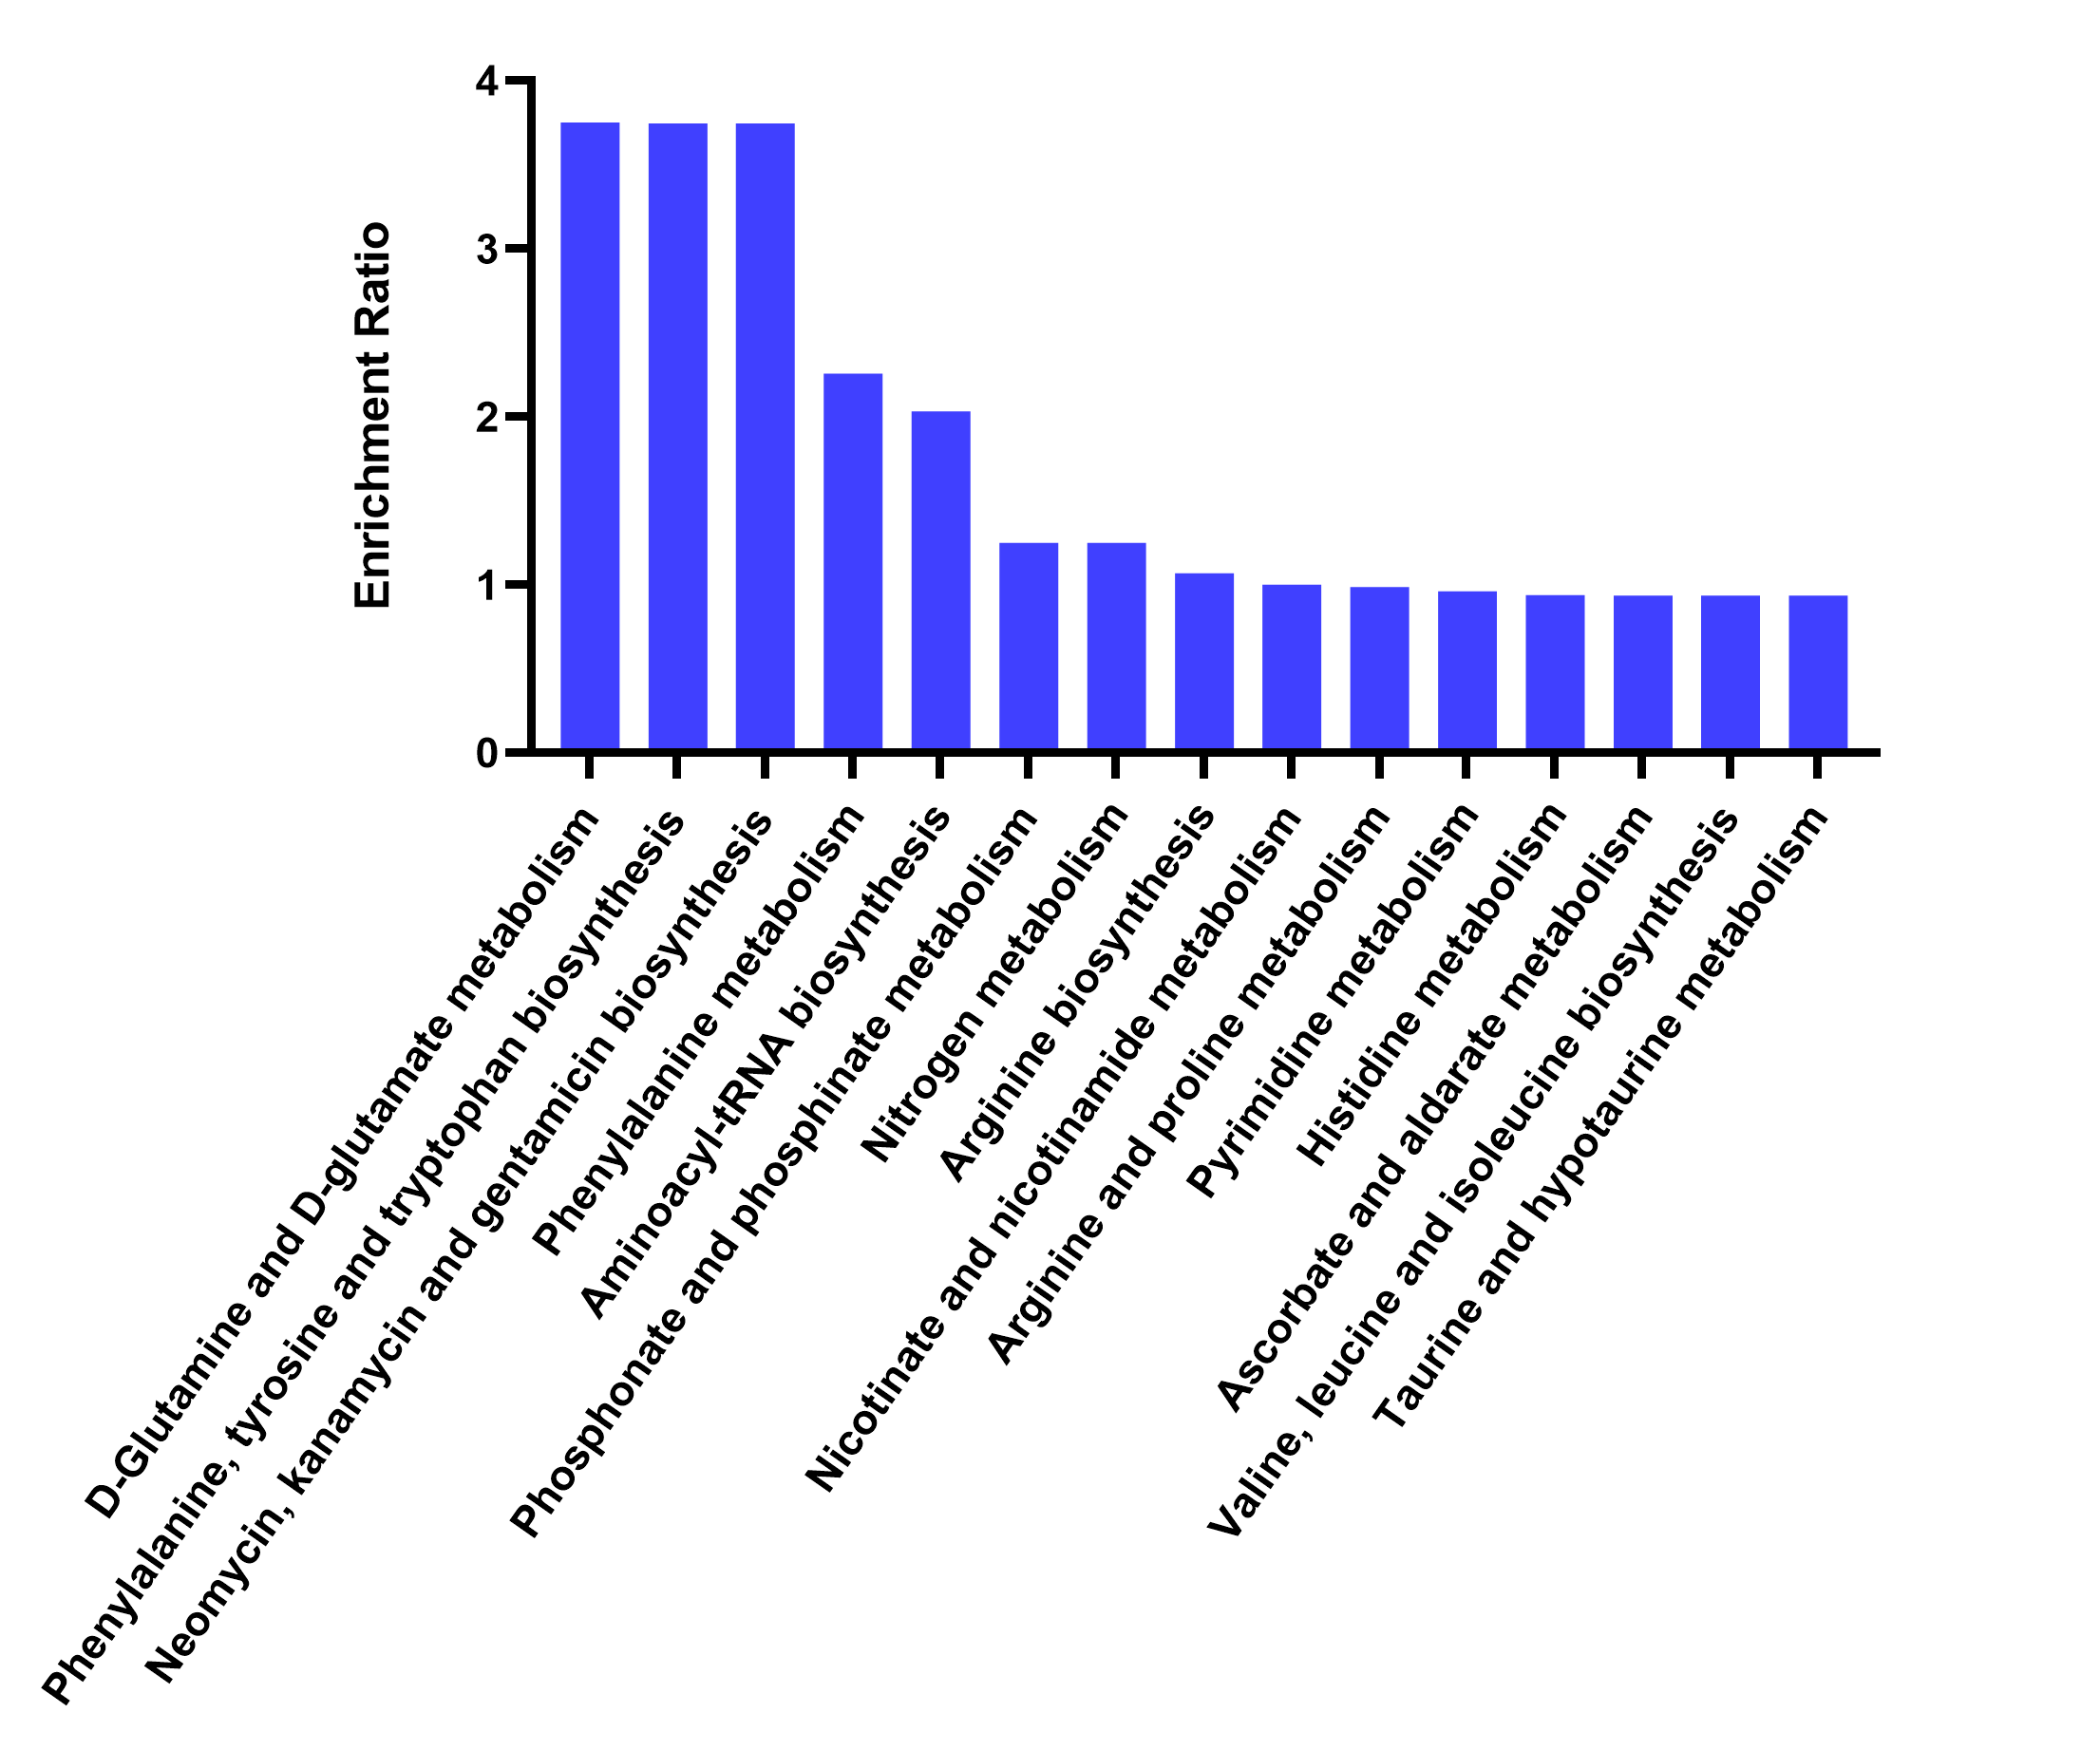 Enrichment Ratio
4
3
2
1
0
D-Glutamine and D-glutamate metabolism
Phenylalanine, tyrosine and tryptophan biosynthesis
Neomycin, kanamycin and gentamicin biosynthesis
Phenylalanine metabolism
Aminoacyl-tRNA biosynthesis
Phosphonate and phosphinate metabolism
Nitrogen metabolism
Arginine biosynthesis
Nicotinate and nicotinamide metabolism
Arginine and proline metabolism
Pyrimidine metabolism
Histidine metabolism
Ascorbate and aldarate metabolism
Valine, leucine and isoleucine biosynthesis
Taurine and hypotaurine metabolism